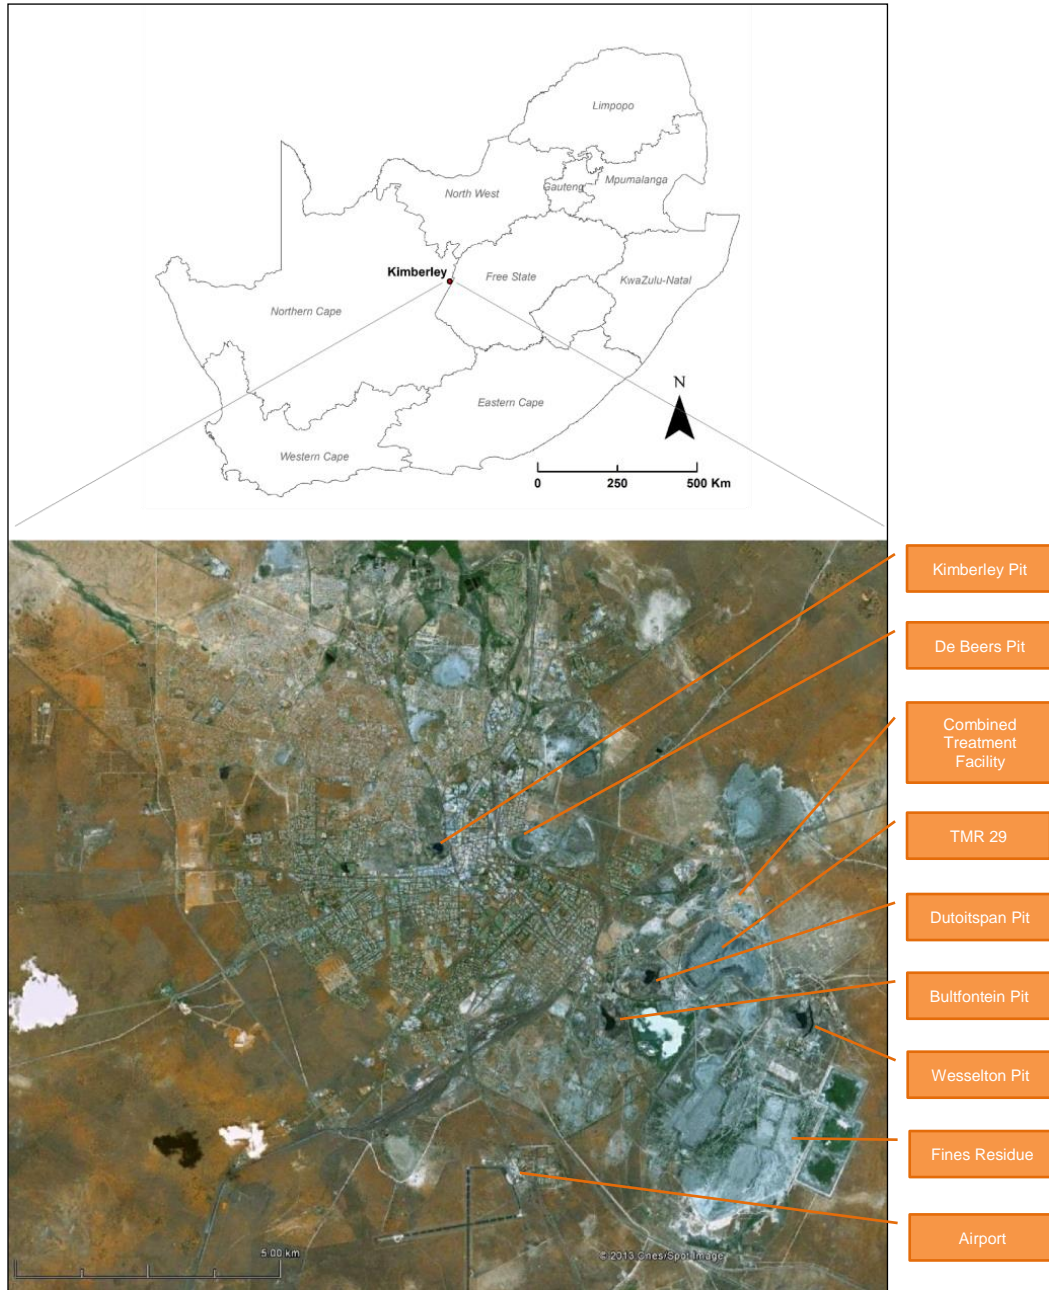 Limpopo
North West
Gauteng
Mpumalanga
Kimberley
Free State
KwaZulu-Natal
Northern Cape
N
Eastern Cape
Western Cape
0 250 500 Km
Kimberley Pit
De Beers Pit
Combined
Treatment
Facility
TMR 29
Dutoitspan Pit
Bultfontein Pit
Wesselton Pit
Fines Residue
Airport
5.00 km
© 2013 Cnes/Spot Image